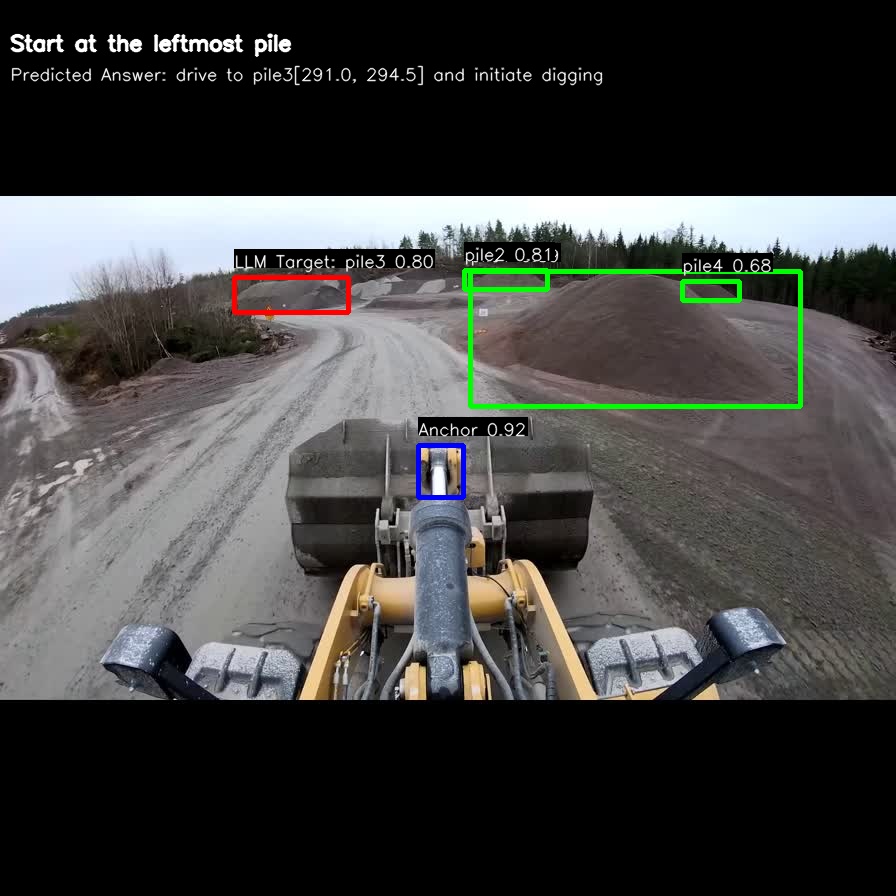 Start at the leftmost pile
Predicted Answer: drive to pile3[291.0, 294.5] and initiate digging
pile2 0.81
LLM Target: pile3 0.80
pile4 0.68
Anchor 0.92